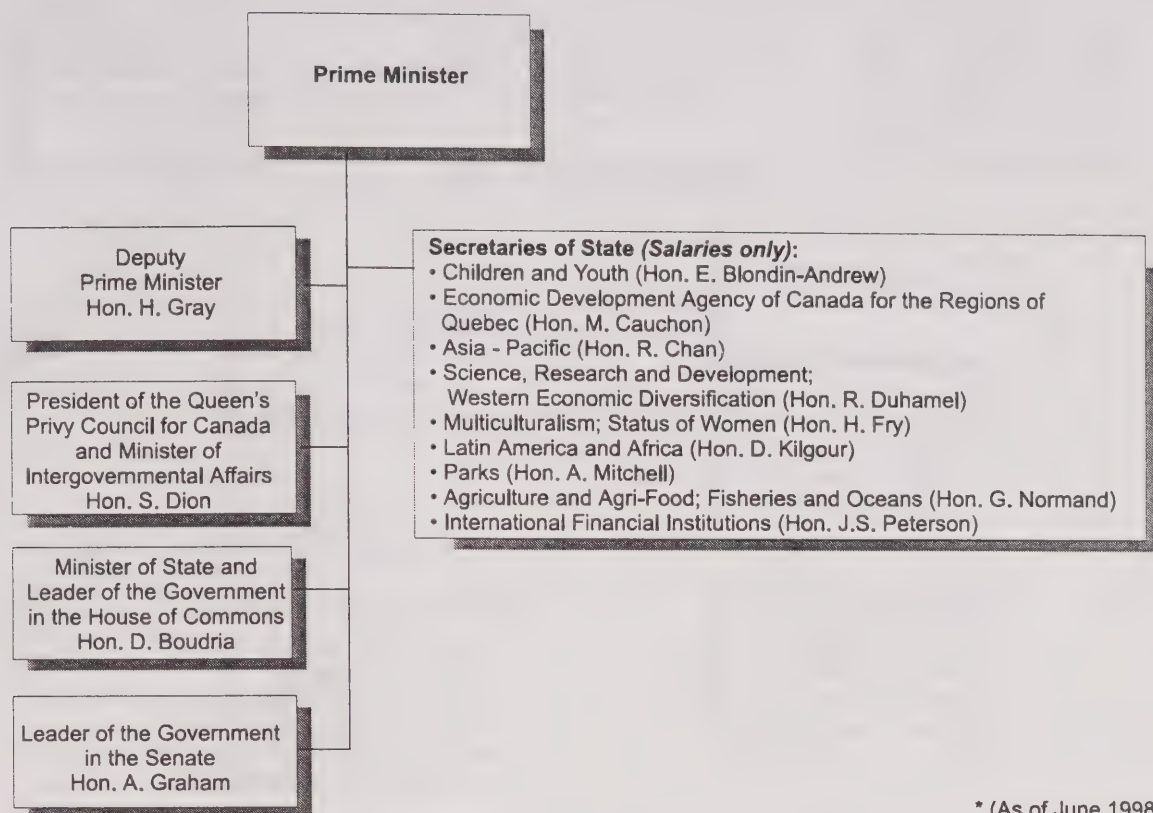 Prime Minister
Deputy
Prime Minister
Hon. H. Gray
Secretaries of State (Salaries only):
• Children and Youth (Hon. E. Blondin-Andrew)
• Economic Development Agency of Canada for the Regions of
Quebec (Hon. M. Cauchon)
• Asia - Pacific (Hon. R. Chan)
• Science, Research and Development;
Western Economic Diversification (Hon. R. Duhamel)
• Multiculturalism; Status of Women (Hon. H. Fry)
• Latin America and Africa (Hon. D. Kilgour)
• Parks (Hon. A. Mitchell)
• Agriculture and Agri-Food; Fisheries and Oceans (Hon. G. Normand)
• International Financial Institutions (Hon. J.S. Peterson)
President of the Queen's
Privy Council for Canada
and Minister of
Intergovernmental Affairs
Hon. S. Dion
Minister of State and
Leader of the Government
in the House of Commons
Hon. D. Boudria
Leader of the Government
in the Senate
Hon. A. Graham
* (As of June 1998